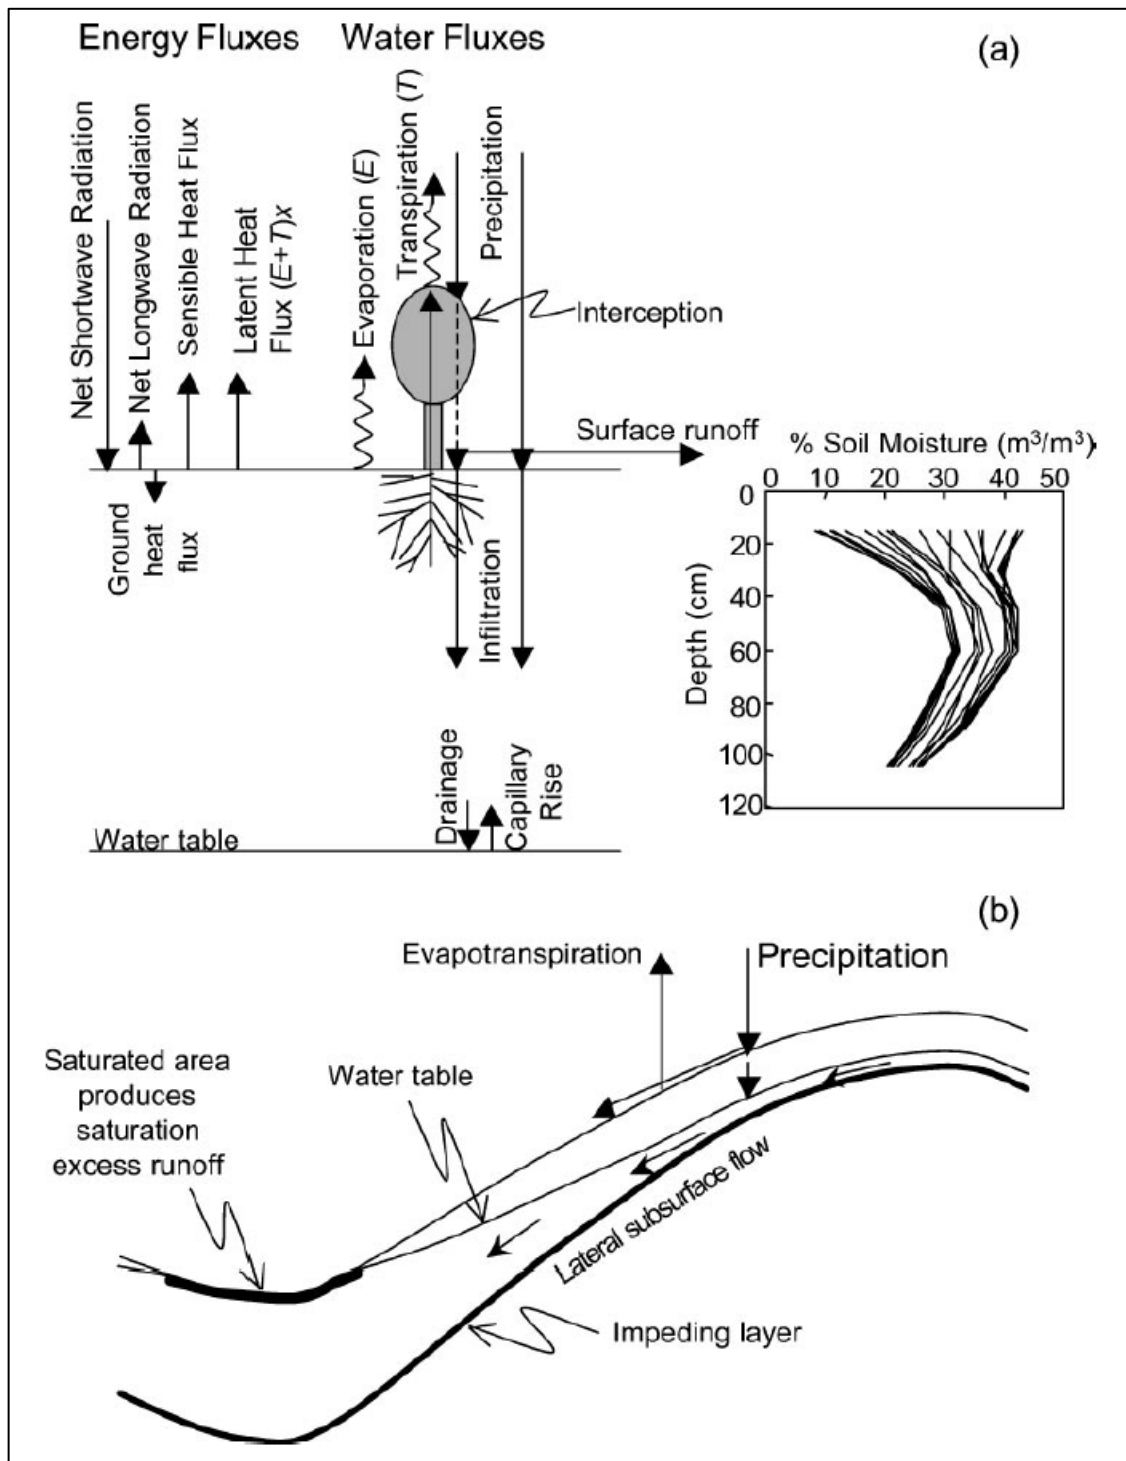 Energy Fluxes
Water Fluxes
(a)
Net Shortwave Radiation
Net Longwave Radiation
Sensible Heat Flux
Latent Heat
Flux (E+T)x
Evaporation (E)
Transpiration (T)
Precipitation
Interception
Surface runoff
Ground
heat
flux
Infiltration
Drainage
Capillary
Rise
Water table
% Soil Moisture (m³/m³)
0 10 20 30 40 50
Depth (cm)
0
20
40
60
80
100
120
(b)
Evapotranspiration
Precipitation
Saturated area
produces
saturation
excess runoff
Water table
Lateral subsurface flow
Impeding layer